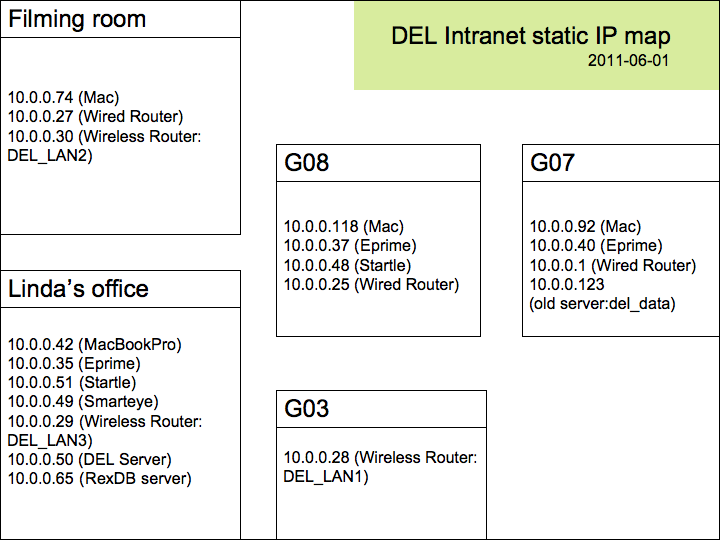 Filming room
10.0.0.74 (Mac)
10.0.0.27 (Wired Router)
10.0.0.30 (Wireless Router:
DEL_LAN2)
DEL Intranet static IP map
2011-06-01
G08
10.0.0.118 (Mac)
10.0.0.37 (Eprime)
10.0.0.48 (Startle)
10.0.0.25 (Wired Router)
G07
10.0.0.92 (Mac)
10.0.0.40 (Eprime)
10.0.0.1 (Wired Router)
10.0.0.123
(old server:del_data)
Linda’s office
10.0.0.42 (MacBookPro)
10.0.0.35 (Eprime)
10.0.0.51 (Startle)
10.0.0.49 (Smarteye)
10.0.0.29 (Wireless Router:
DEL_LAN3)
10.0.0.50 (DEL Server)
10.0.0.65 (RexDB server)
G03
10.0.0.28 (Wireless Router:
DEL_LAN1)